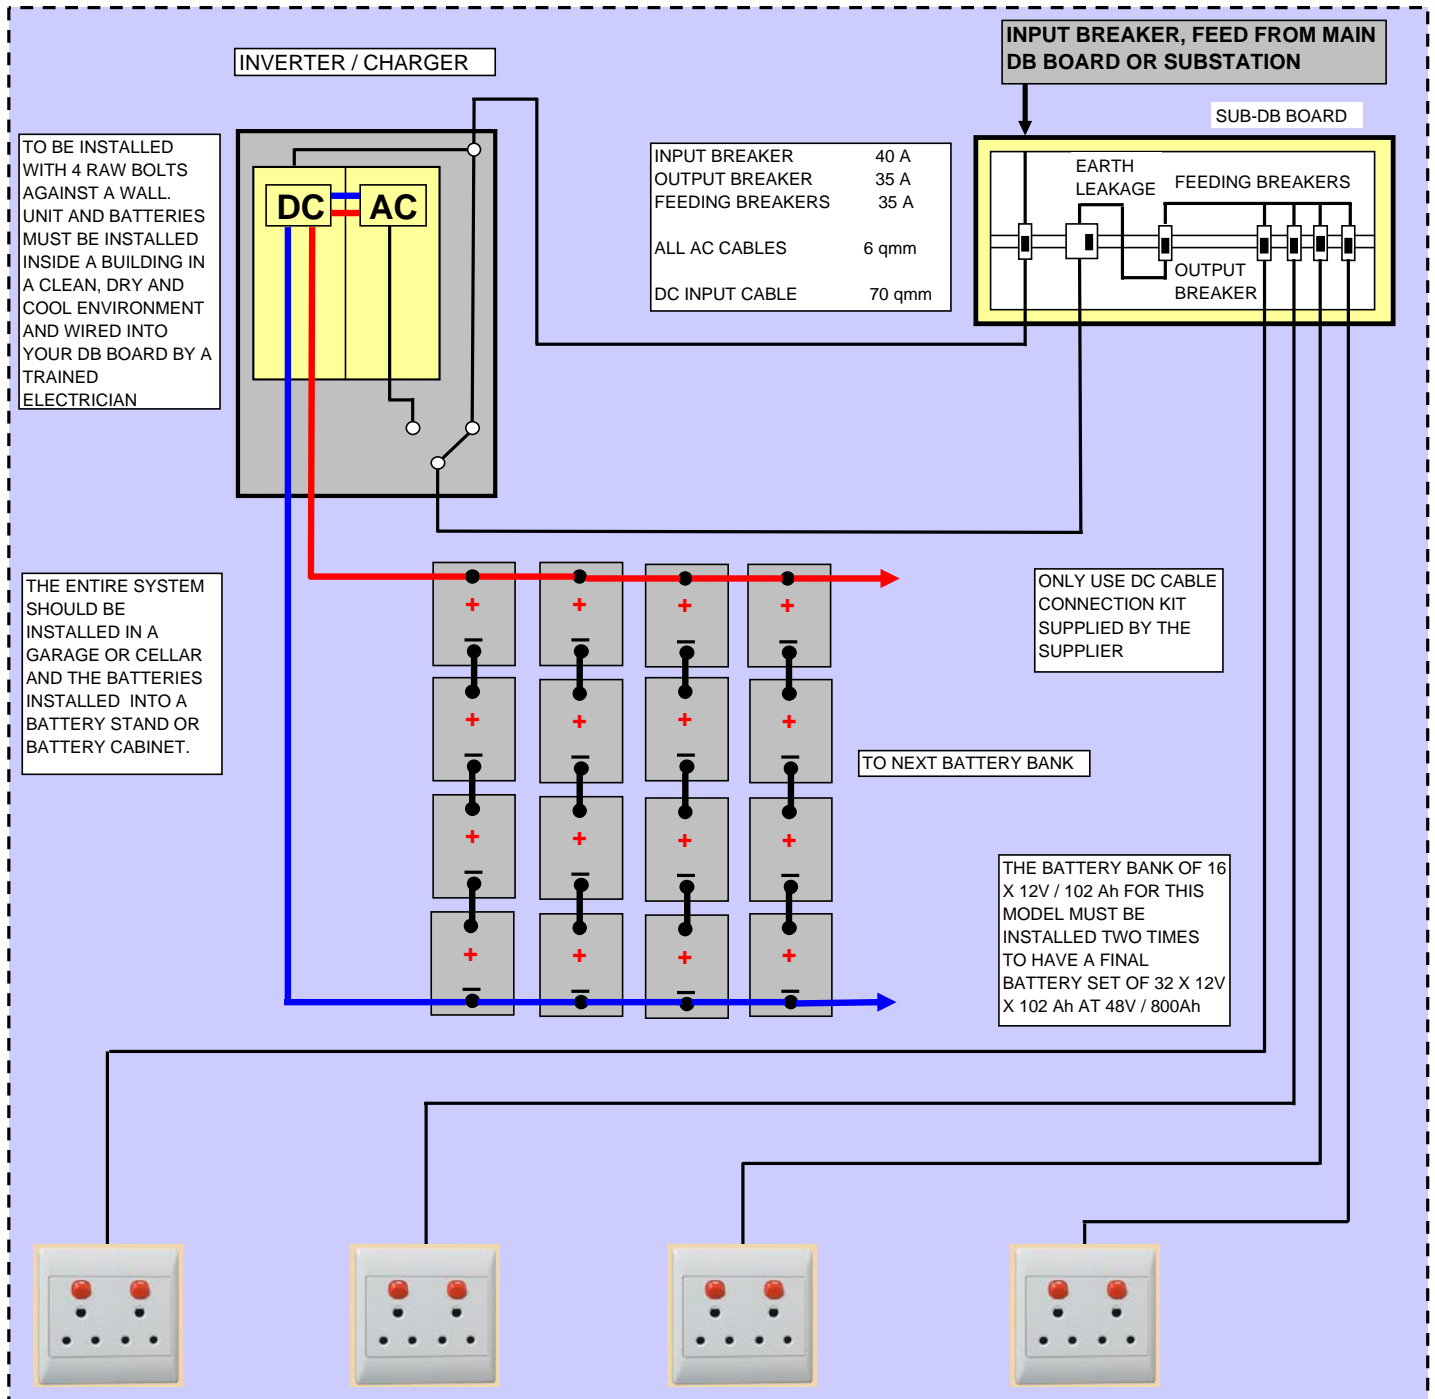 INPUT BREAKER, FEED FROM MAIN
DB BOARD OR SUBSTATION
INVERTER / CHARGER
SUB-DB BOARD
TO BE INSTALLED
WITH 4 RAW BOLTS
AGAINST A WALL.
UNIT AND BATTERIES
MUST BE INSTALLED
INSIDE A BUILDING IN
A CLEAN, DRY AND
COOL ENVIRONMENT
AND WIRED INTO
YOUR DB BOARD BY A
TRAINED
ELECTRICIAN
DC AC
INPUT BREAKER 40 A
OUTPUT BREAKER 35 A
FEEDING BREAKERS 35 A
ALL AC CABLES 6 qmm
DC INPUT CABLE 70 qmm
EARTH
LEAKAGE
FEEDING BREAKERS
OUTPUT
BREAKER
THE ENTIRE SYSTEM
SHOULD BE
INSTALLED IN A
GARAGE OR CELLAR
AND THE BATTERIES
INSTALLED INTO A
BATTERY STAND OR
BATTERY CABINET.
+ + + +
– – – –
+ + + +
– – – –
+ + + +
– – – –
+ + + +
– – – –
ONLY USE DC CABLE
CONNECTION KIT
SUPPLIED BY THE
SUPPLIER
TO NEXT BATTERY BANK
THE BATTERY BANK OF 16
X 12V / 102 Ah FOR THIS
MODEL MUST BE
INSTALLED TWO TIMES
TO HAVE A FINAL
BATTERY SET OF 32 X 12V
X 102 Ah AT 48V / 800Ah